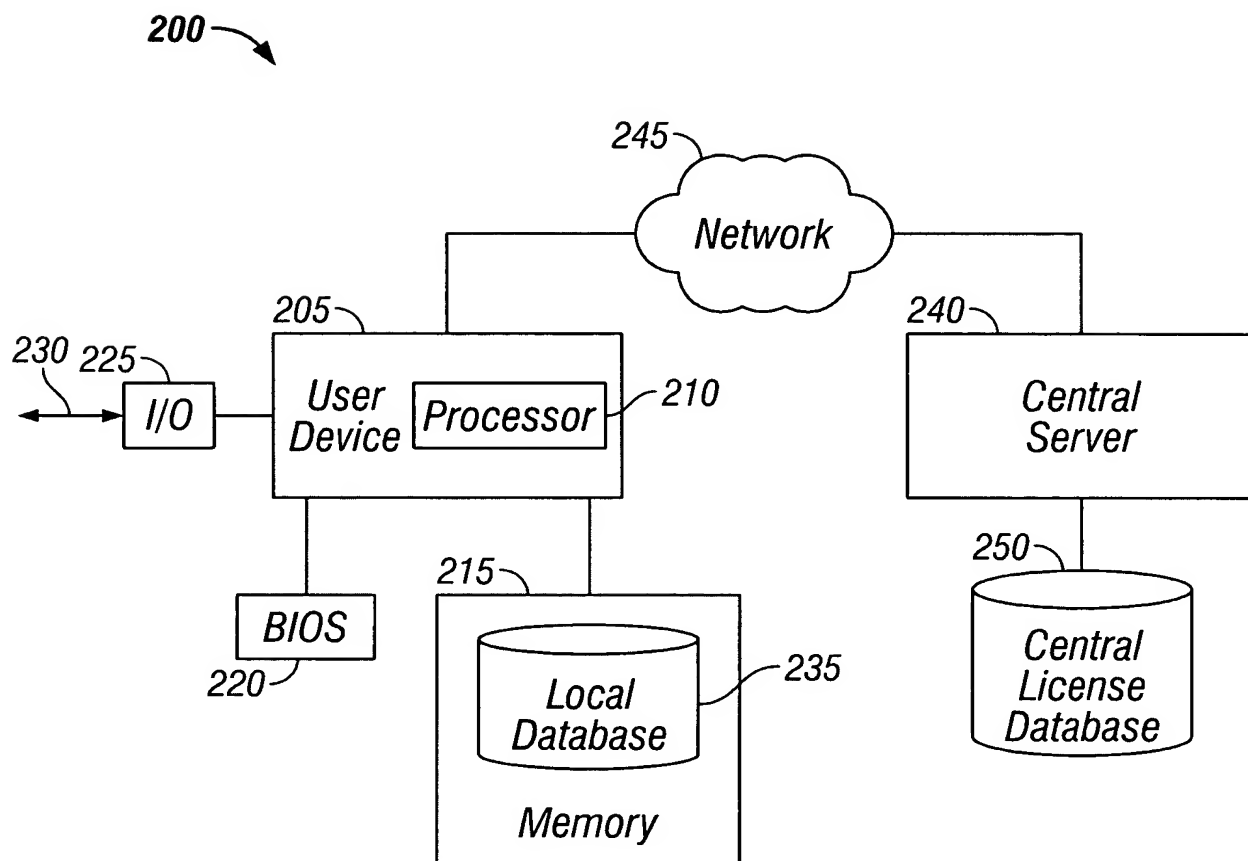 200
245
Network
205
240
230
225
I/O
User
Device
Processor
210
Central
Server
215
250
BIOS
220
Local
Database
235
Central
License
Database
Memory